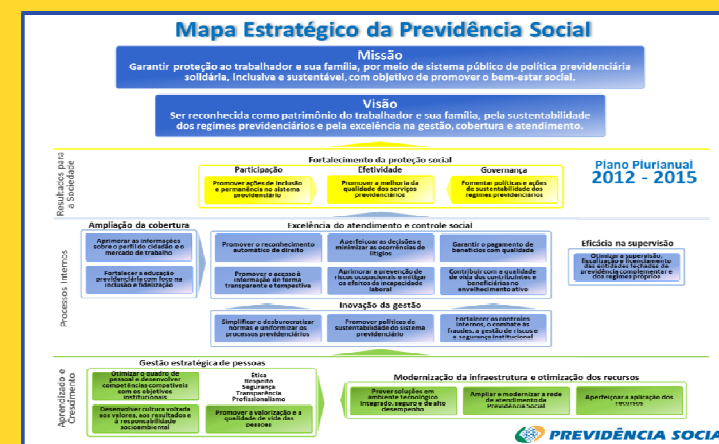 Mapa Estratégico da Previdência Social
Missão
Garantir proteção ao trabalhador e sua família, por meio de sistema público de política previdenciária
solidária, inclusiva e sustentável, com objetivo de promover o bem-estar social.
Visão
Ser reconhecida como patrimônio do trabalhador e sua família, pela sustentabilidade
dos regimes previdenciários e pela excelência na gestão, cobertura e atendimento.
Resultados para
a Sociedade
Fortalecimento da proteção social
Participação
Efetividade
Governança
Promover ações de inclusão
e permanência no sistema
previdenciário
Promover a melhoria da
qualidade dos serviços
previdenciários
Fomentar políticas e ações
de sustentabilidade dos
regimes previdenciários
Plano Plurianual
2012 - 2015
Processos Internos
Ampliação da cobertura
Aprimorar as informações
sobre o perfil do cidadão e o
mercado de trabalho
Fortalecer a educação
previdenciária com foco na
inclusão e fidelização
Excelência do atendimento e controle social
Promover o reconhecimento
automático de direito
Aperfeiçoar as decisões e
minimizar as ocorrências de
litígios
Garantir o pagamento de
benefícios com qualidade
Promover o acesso à
informação de forma
transparente e tempestiva
Aprimorar a prevenção de
riscos ocupacionais e mitigar
os efeitos da incapacidade
laboral
Contribuir com a qualidade
de vida dos contribuintes e
beneficiários no
envelhecimento ativo
Eficácia na supervisão
Otimizar a supervisão,
fiscalização e licenciamento
das entidades fechadas de
previdência complementar e
dos regimes próprios
Inovação da gestão
Simplificar e desburocratizar
normas e uniformizar os
processos previdenciários
Promover políticas de
sustentabilidade do sistema
previdenciário
Fortalecer os controles
internos, o combate às
fraudes, a gestão de riscos e
a segurança institucional
Aprendizado e
Crescimento
Gestão estratégica de pessoas
Otimizar o quadro de
pessoal e desenvolver
competências compatíveis
com os objetivos
institucionais
Ética
Respeito
Segurança
Transparência
Profissionalismo
Desenvolver cultura voltada
aos valores, aos resultados e
à responsabilidade
socioambiental
Promover a valorização e a
qualidade de vida das
pessoas
Modernização da infraestrutura e otimização dos recursos
Prover soluções em
ambiente tecnológico
integrado, seguro e de alto
desempenho
Ampliar e modernizar a rede
de atendimento da
Previdência Social
Aperfeiçoar a aplicação dos
recursos
PREVIDÊNCIA SOCIA